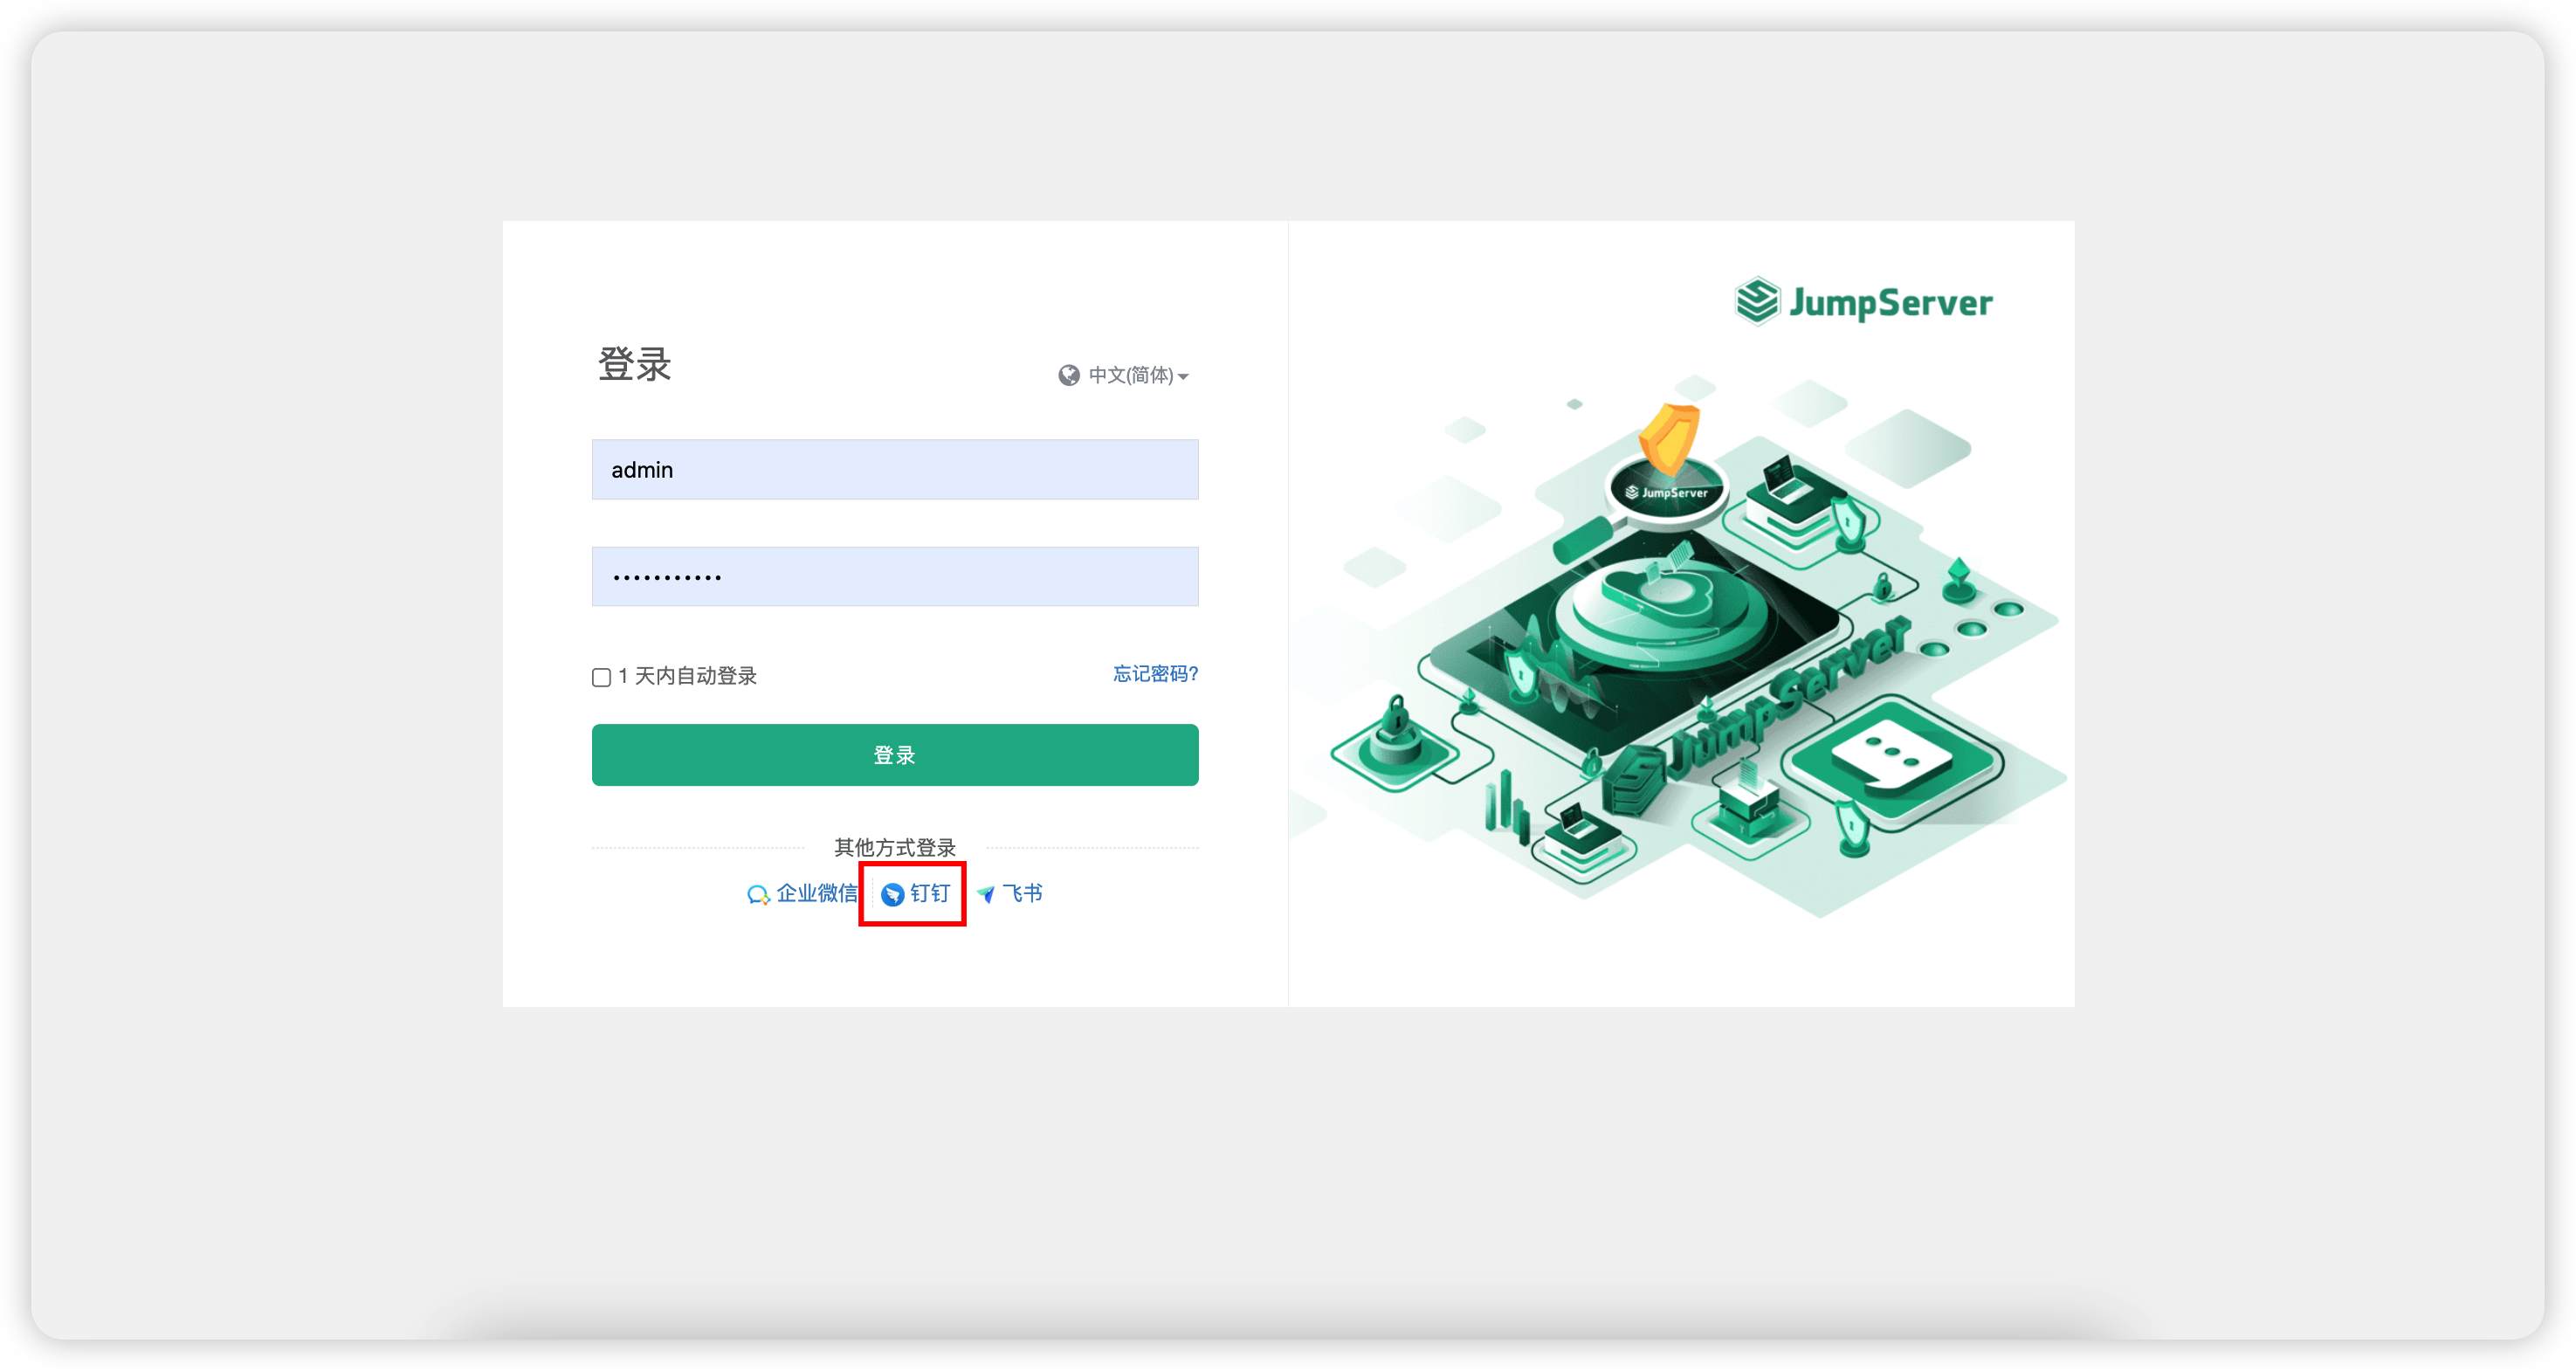 登录
中文(简体)
admin
•••••••••••
1 天内自动登录
忘记密码?
登录
其他方式登录
企业微信 钉钉 飞书
JumpServer
JumpServer
JumpServer